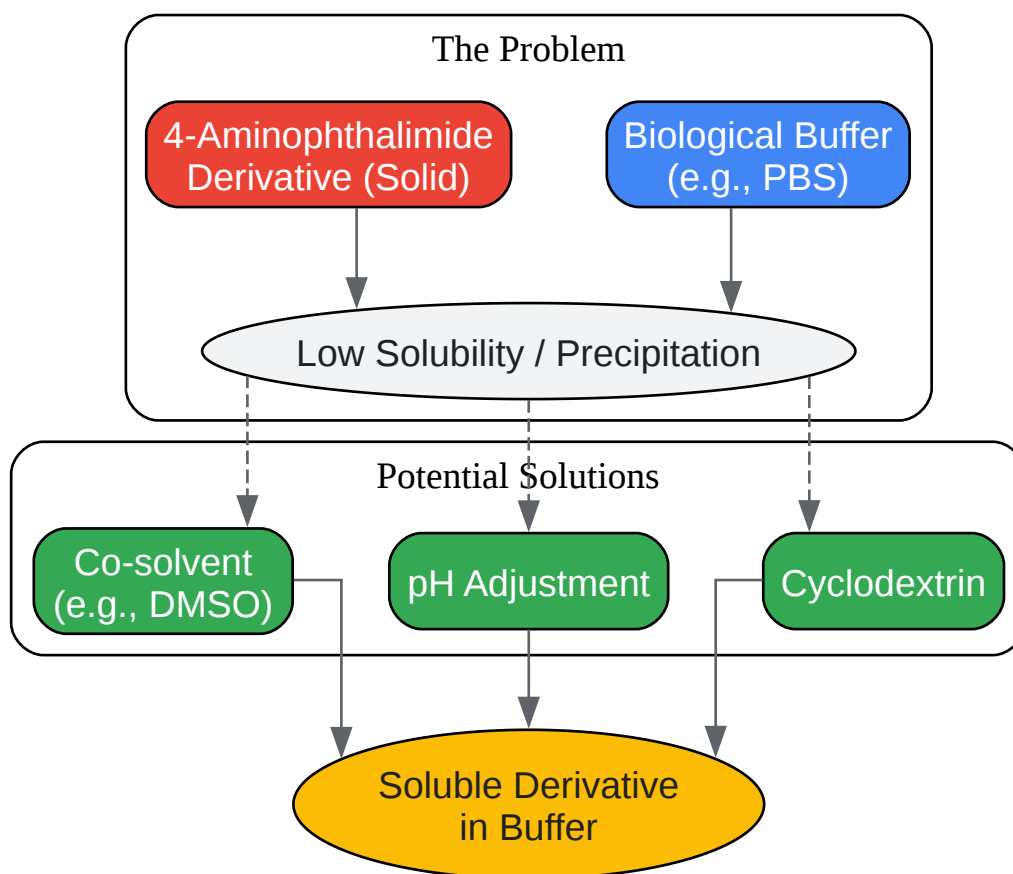 The Problem
4-Aminophthalimide
Derivative (Solid)
Biological Buffer
(e.g., PBS)
Low Solubility / Precipitation
Potential Solutions
Co-solvent
(e.g., DMSO)
pH Adjustment
Cyclodextrin
Soluble Derivative
in Buffer